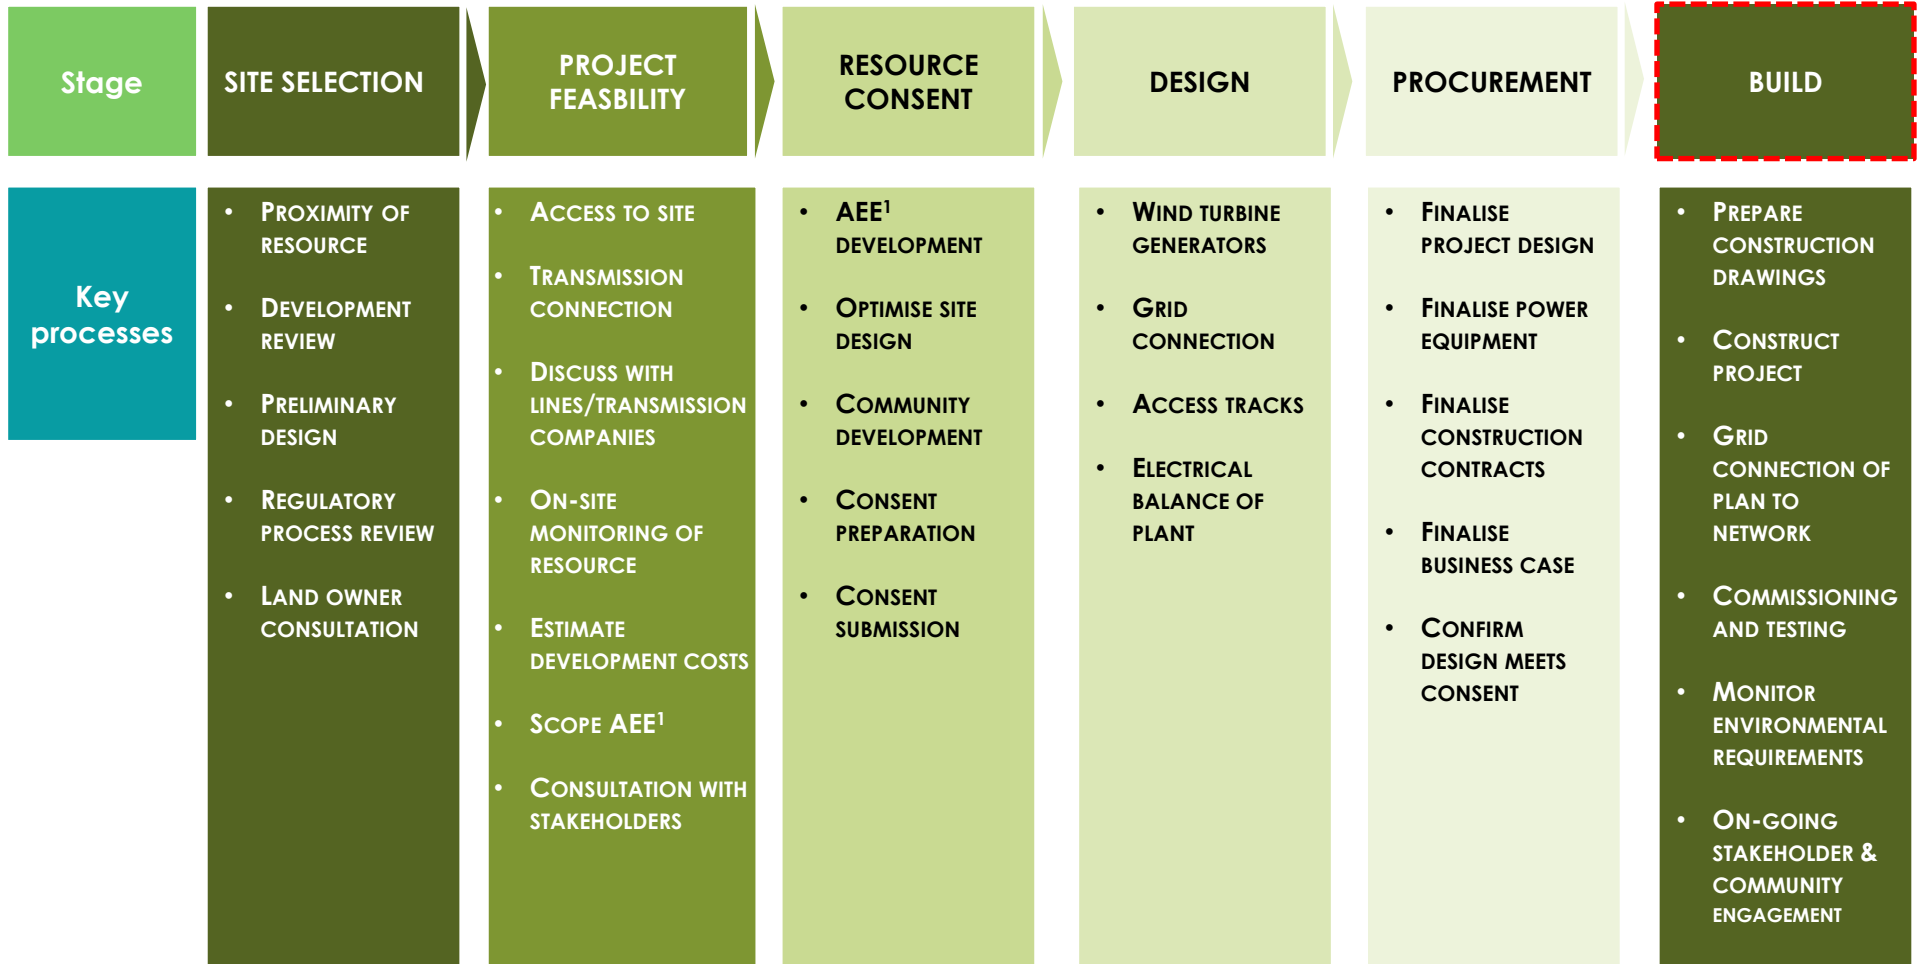 Stage
SITE SELECTION
PROJECT
FEASBILITY
RESOURCE
CONSENT
DESIGN
PROCUREMENT
BUILD
Key
processes
• PROXIMITY OF
RESOURCE
• DEVELOPMENT
REVIEW
• PRELIMINARY
DESIGN
• REGULATORY
PROCESS REVIEW
• LAND OWNER
CONSULTATION
• ACCESS TO SITE
• TRANSMISSION
CONNECTION
• DISCUSS WITH
LINES/TRANSMISSION
COMPANIES
• ON-SITE
MONITORING OF
RESOURCE
• ESTIMATE
DEVELOPMENT COSTS
• SCOPE AEE¹
• CONSULTATION WITH
STAKEHOLDERS
• AEE¹
DEVELOPMENT
• OPTIMISE SITE
DESIGN
• COMMUNITY
DEVELOPMENT
• CONSENT
PREPARATION
• CONSENT
SUBMISSION
• WIND TURBINE
GENERATORS
• GRID
CONNECTION
• ACCESS TRACKS
• ELECTRICAL
BALANCE OF
PLANT
• FINALISE
PROJECT DESIGN
• FINALISE POWER
EQUIPMENT
• FINALISE
CONSTRUCTION
CONTRACTS
• FINALISE
BUSINESS CASE
• CONFIRM
DESIGN MEETS
CONSENT
• PREPARE
CONSTRUCTION
DRAWINGS
• CONSTRUCT
PROJECT
• GRID
CONNECTION OF
PLAN TO
NETWORK
• COMMISSIONING
AND TESTING
• MONITOR
ENVIRONMENTAL
REQUIREMENTS
• ON-GOING
STAKEHOLDER &
COMMUNITY
ENGAGEMENT